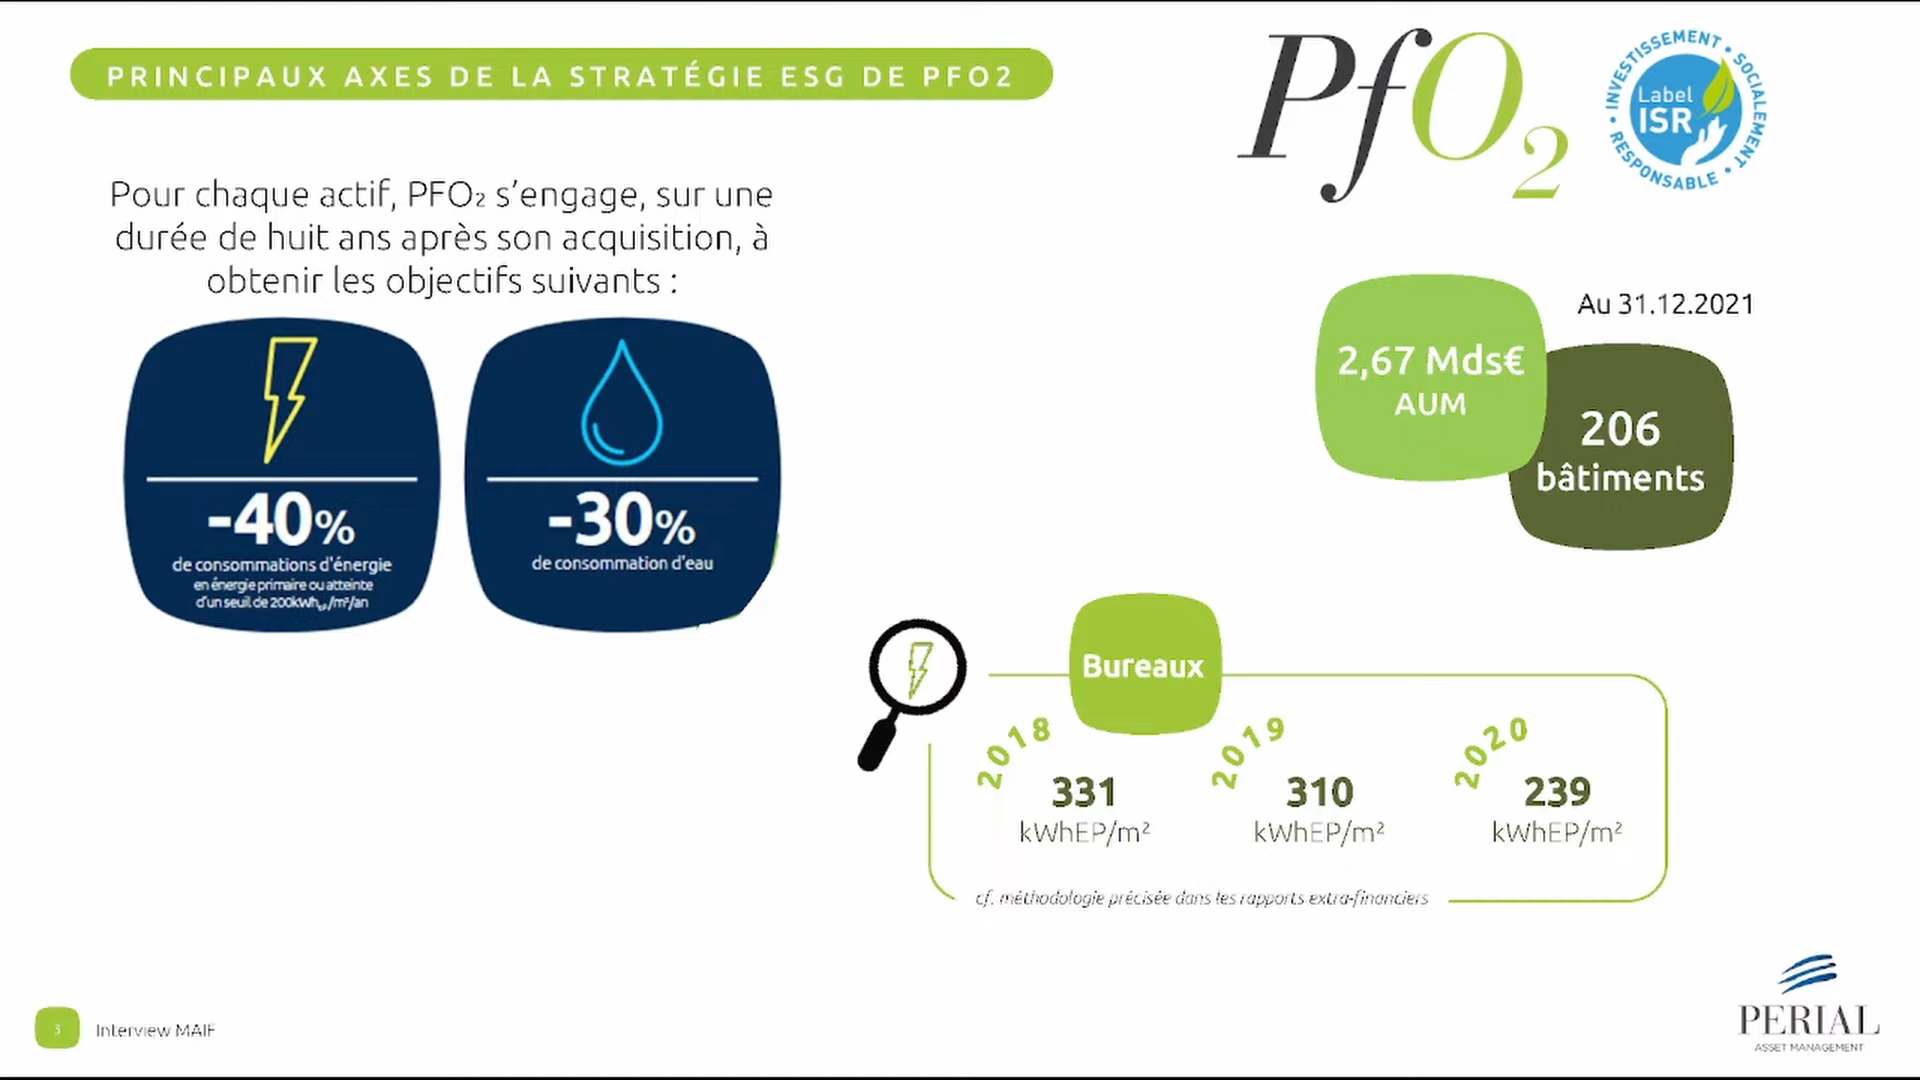 PRINCIPAUX AXES DE LA STRATÉGIE ESG DE PFO2
PfO2
INVESTISSEMENT • SOCIALEMENT • RESPONSABLE •
Label
ISR
Pour chaque actif, PFO₂ s’engage, sur une
durée de huit ans après son acquisition, à
obtenir les objectifs suivants :
-40%
de consommations d'énergie
en énergie primaire ou atteinte
d'un seuil de 200kWhEP/m²/an
-30%
de consommation d'eau
Au 31.12.2021
2,67 Mds€
AUM
206
bâtiments
Bureaux
2018
331
kWhEP/m²
2019
310
kWhEP/m²
2020
239
kWhEP/m²
cf. méthodologie précisée dans les rapports extra-financiers
3
Interview MAIF
PERIAL
ASSET MANAGEMENT